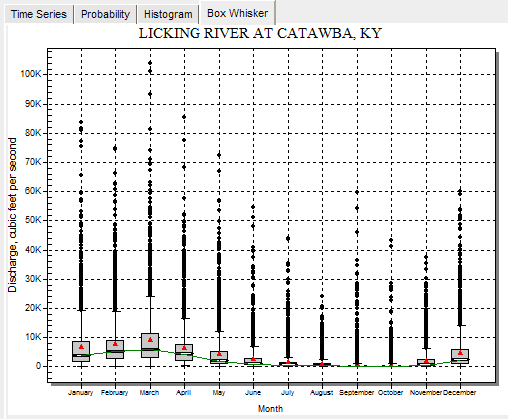 Time Series Probability Histogram Box Whisker
LICKING RIVER AT CATAWBA, KY
Discharge, cubic feet per second
100K
90K
80K
70K
60K
50K
40K
30K
20K
10K
0
January February March April May June July August September October November December
Month